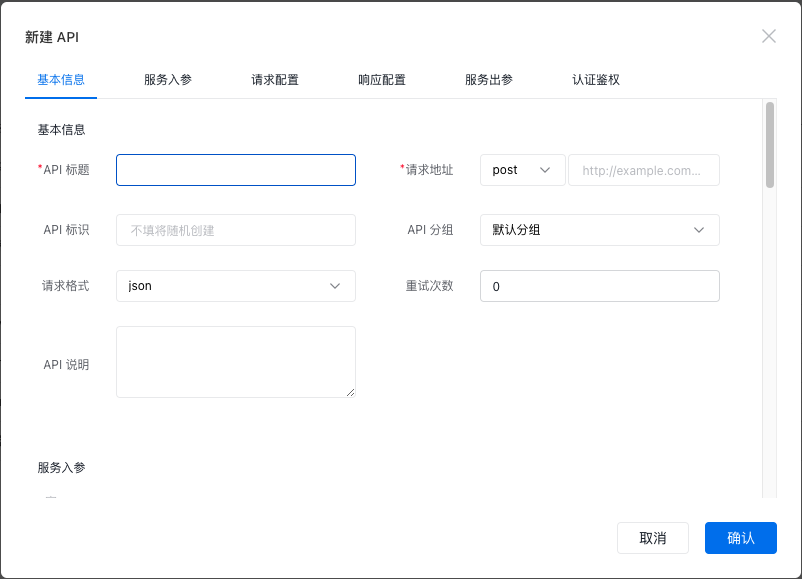 新建 API
基本信息 服务入参 请求配置 响应配置 服务出参 认证鉴权
基本信息
*API 标题 *请求地址 post http://example.com...
API 标识 不填将随机创建 API 分组 默认分组
请求格式 json 重试次数 0
API 说明
服务入参
取消 确认